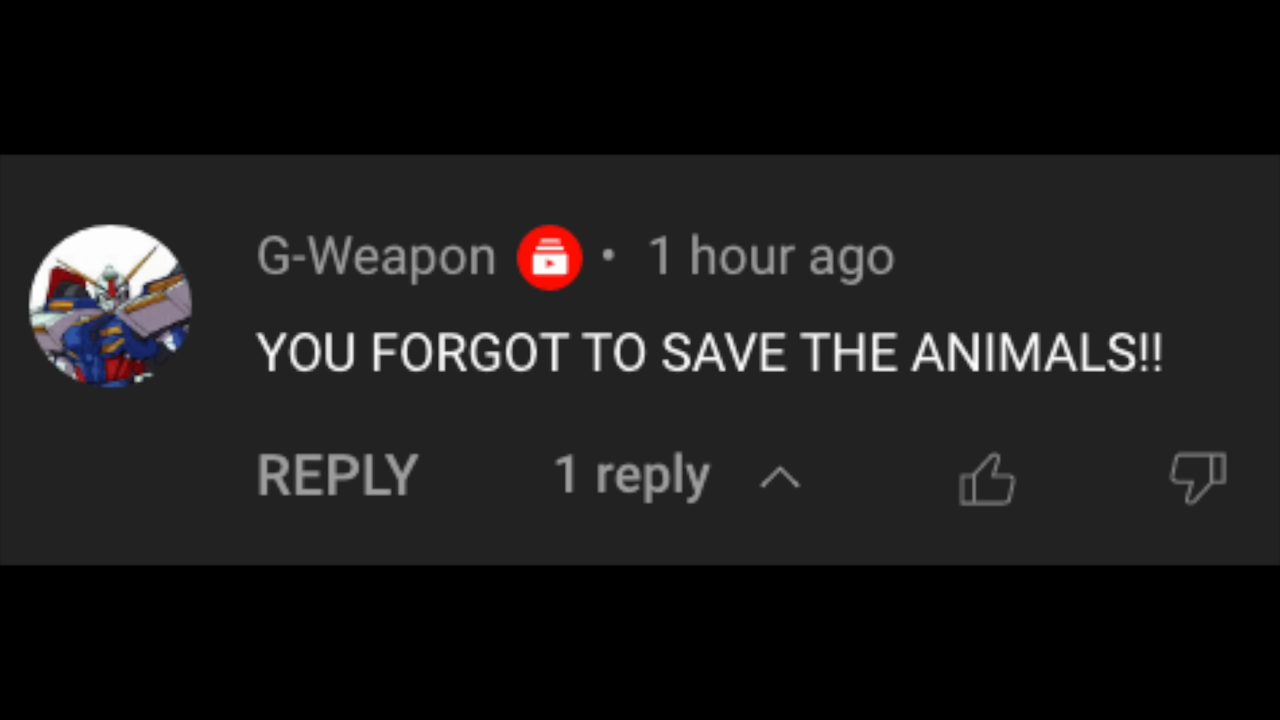 G-Weapon • 1 hour ago
YOU FORGOT TO SAVE THE ANIMALS!!
REPLY 1 reply